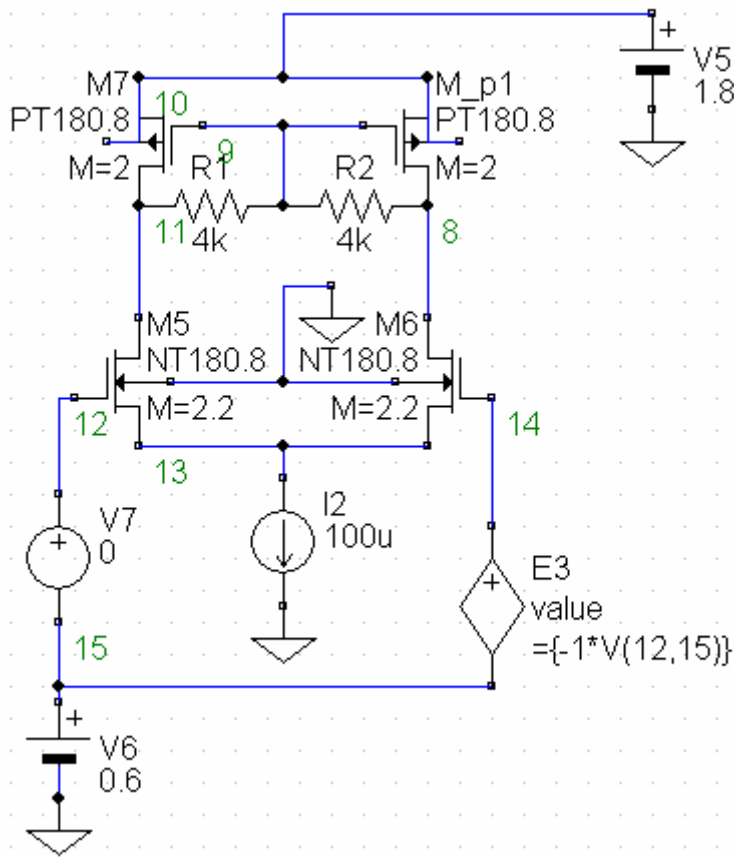 M7
10
PT180.8
M=2
M_p1
PT180.8
M=2
V5
1.8
9
R1
4k
R2
4k
11
8
M5
NT180.8
M=2.2
M6
NT180.8
M=2.2
12
14
13
V7
0
I2
100u
E3
value
={-1*V(12,15)}
15
V6
0.6